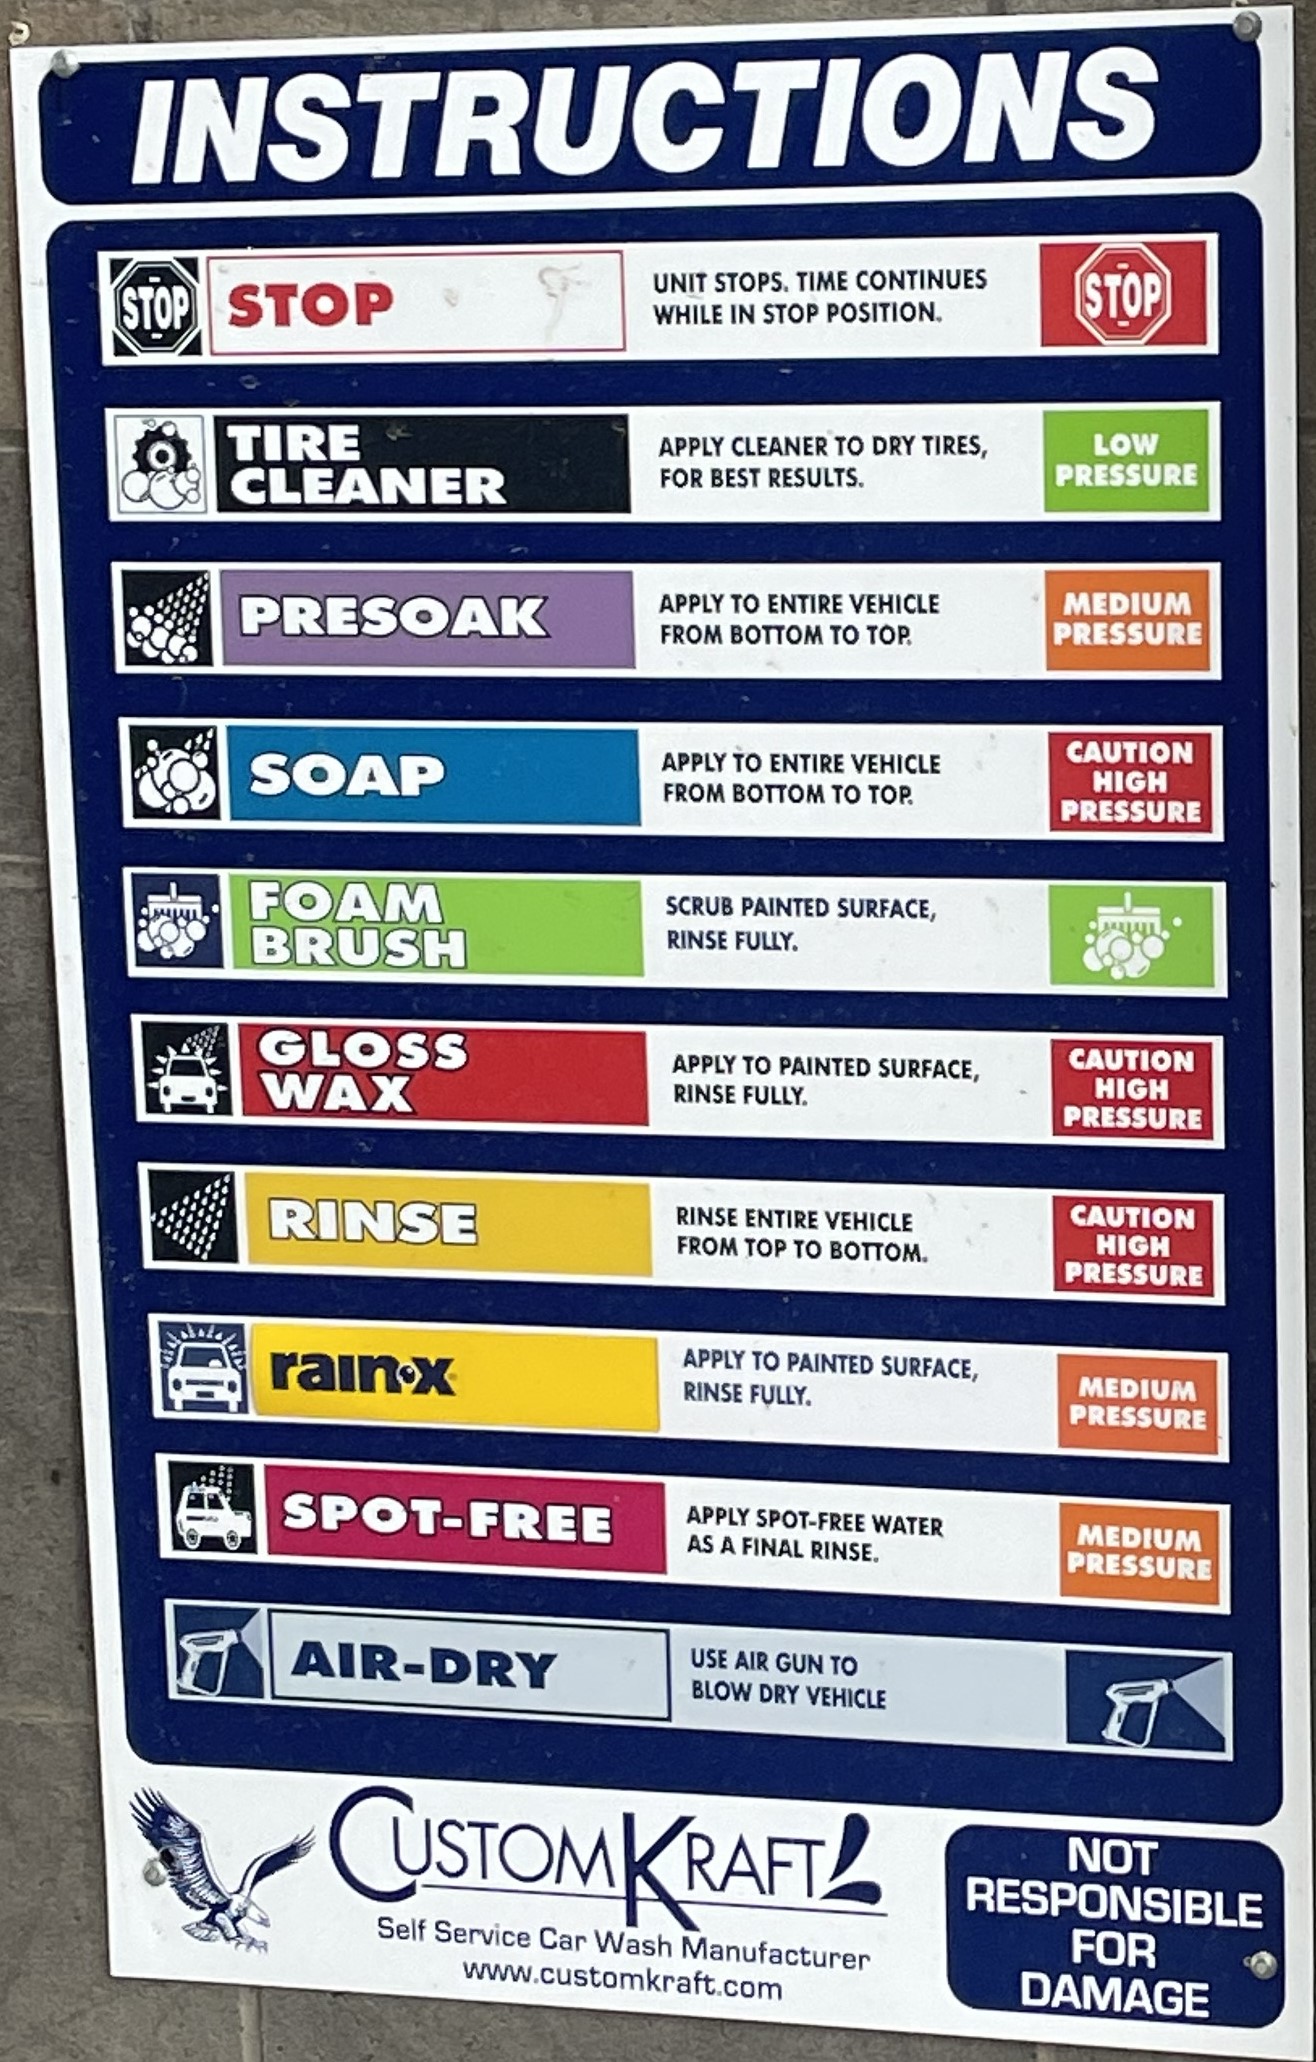 INSTRUCTIONS
STOP
STOP
UNIT STOPS. TIME CONTINUES
WHILE IN STOP POSITION.
STOP
TIRE
CLEANER
APPLY CLEANER TO DRY TIRES,
FOR BEST RESULTS.
LOW
PRESSURE
PRESOAK
APPLY TO ENTIRE VEHICLE
FROM BOTTOM TO TOP.
MEDIUM
PRESSURE
SOAP
APPLY TO ENTIRE VEHICLE
FROM BOTTOM TO TOP.
CAUTION
HIGH
PRESSURE
FOAM
BRUSH
SCRUB PAINTED SURFACE,
RINSE FULLY.
GLOSS
WAX
APPLY TO PAINTED SURFACE,
RINSE FULLY.
CAUTION
HIGH
PRESSURE
RINSE
RINSE ENTIRE VEHICLE
FROM TOP TO BOTTOM.
CAUTION
HIGH
PRESSURE
rain-x
APPLY TO PAINTED SURFACE,
RINSE FULLY.
MEDIUM
PRESSURE
SPOT-FREE
APPLY SPOT-FREE WATER
AS A FINAL RINSE.
MEDIUM
PRESSURE
AIR-DRY
USE AIR GUN TO
BLOW DRY VEHICLE
CUSTOMKRAFT
Self Service Car Wash Manufacturer
www.customkraft.com
NOT
RESPONSIBLE
FOR
DAMAGE